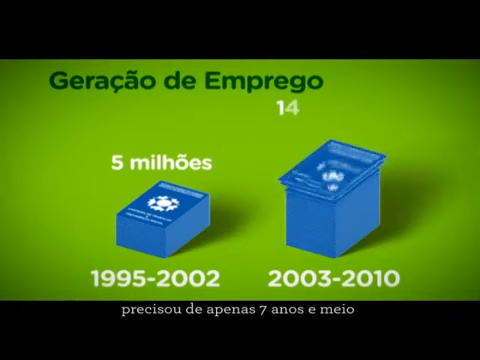 Geração de Emprego
14
5 milhões
1995-2002
2003-2010
precisou de apenas 7 anos e meio